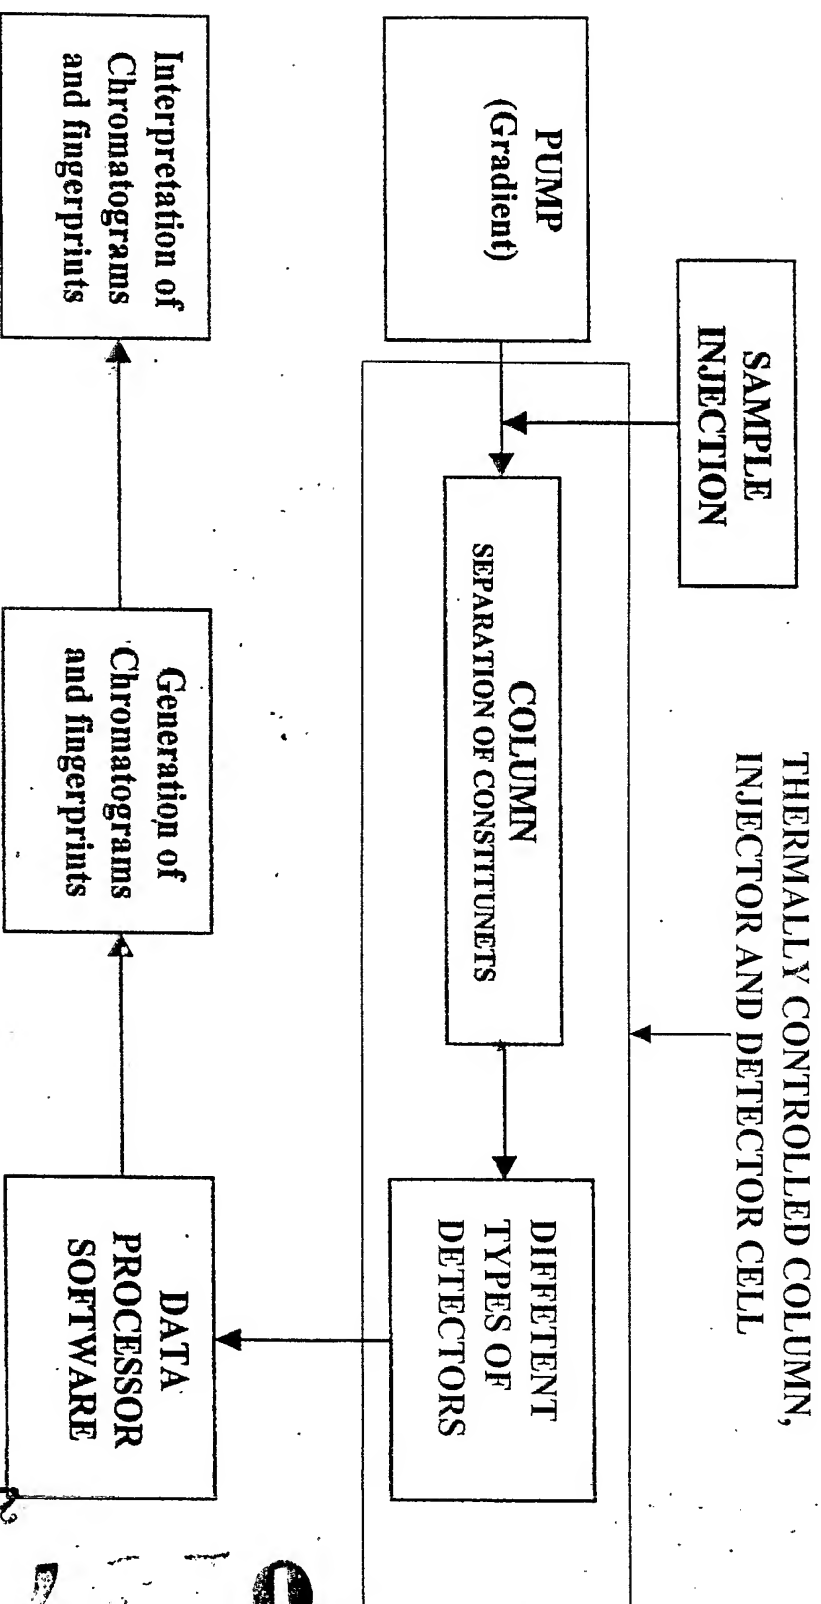 THERMALLY CONTROLLED COLUMN,
INJECTOR AND DETECTOR CELL
SAMPLE
INJECTION
PUMP
(Gradient)
COLUMN
SEPARATION OF CONSTITUNETS
DIFFETENT
TYPES OF
DETECTORS
DATA
PROCESSOR
SOFTWARE
Generation of
Chromatograms
and fingerprints
Interpretation of
Chromatograms
and fingerprints